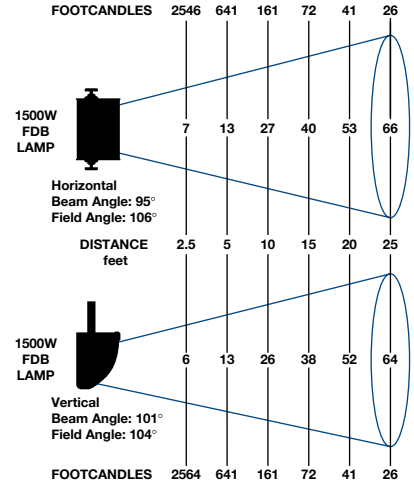 FOOTCANDLES 2546 641 161 72 41 26
1500W
FDB
LAMP
7 13 27 40 53 66
Horizontal
Beam Angle: 95°
Field Angle: 106°
DISTANCE 2.5 5 10 15 20 25
feet
1500W
FDB
LAMP
6 13 26 38 52 64
Vertical
Beam Angle: 101°
Field Angle: 104°
FOOTCANDLES 2564 641 161 72 41 26